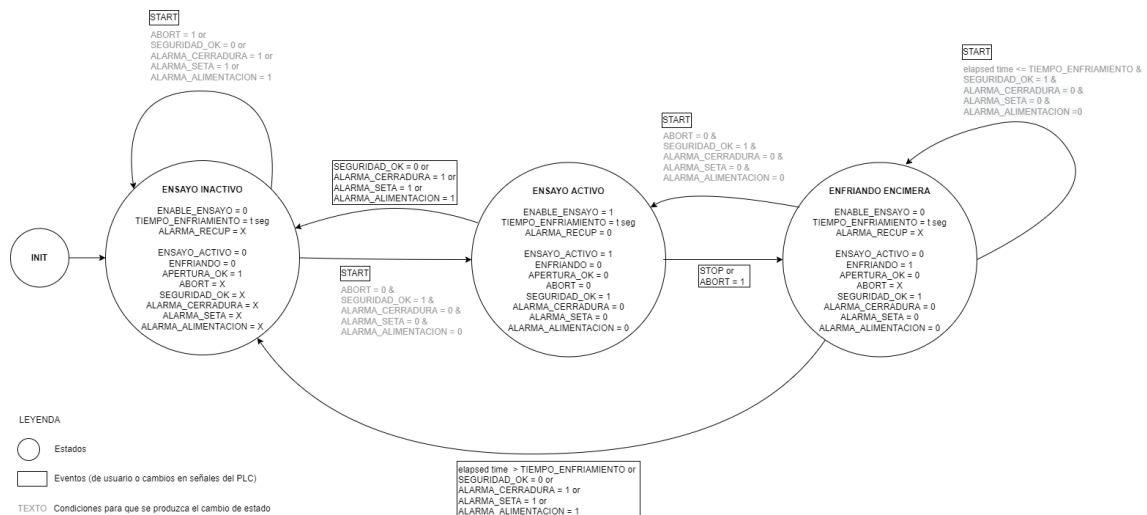 START
ABORT = 1 or
SEGURIDAD_OK = 0 or
ALARMA_CERRADURA = 1 or
ALARMA_SETA = 1 or
ALARMA_ALIMENTACION = 1
START
elapsed time <= TIEMPO_ENFRIAMIENTO &
SEGURIDAD_OK = 1 &
ALARMA_CERRADURA = 0 &
ALARMA_SETA = 0 &
ALARMA_ALIMENTACION =0
START
ABORT = 0 &
SEGURIDAD_OK = 1 &
ALARMA_CERRADURA = 0 &
ALARMA_SETA = 0 &
ALARMA_ALIMENTACION = 0
SEGURIDAD_OK = 0 or
ALARMA_CERRADURA = 1 or
ALARMA_SETA = 1 or
ALARMA_ALIMENTACION = 1
INIT
ENSAYO INACTIVO
ENABLE_ENSAYO = 0
TIEMPO_ENFRIAMIENTO = t seg
ALARMA_RECUP = X
ENSAYO_ACTIVO = 0
ENFRIANDO = 0
APERTURA_OK = 1
ABORT = X
SEGURIDAD_OK = X
ALARMA_CERRADURA = X
ALARMA_SETA = X
ALARMA_ALIMENTACION = X
START
ABORT = 0 &
SEGURIDAD_OK = 1 &
ALARMA_CERRADURA = 0 &
ALARMA_SETA = 0 &
ALARMA_ALIMENTACION = 0
ENSAYO ACTIVO
ENABLE_ENSAYO = 1
TIEMPO_ENFRIAMIENTO = t seg
ALARMA_RECUP = 0
ENSAYO_ACTIVO = 1
ENFRIANDO = 0
APERTURA_OK = 0
ABORT = 0
SEGURIDAD_OK = 1
ALARMA_CERRADURA = 0
ALARMA_SETA = 0
ALARMA_ALIMENTACION = 0
STOP or
ABORT = 1
ENFRIANDO ENCIMERA
ENABLE_ENSAYO = 0
TIEMPO_ENFRIAMIENTO = t seg
ALARMA_RECUP = X
ENSAYO_ACTIVO = 0
ENFRIANDO = 1
APERTURA_OK = 0
ABORT = X
SEGURIDAD_OK = 1
ALARMA_CERRADURA = 0
ALARMA_SETA = 0
ALARMA_ALIMENTACION = 0
elapsed time > TIEMPO_ENFRIAMIENTO or
SEGURIDAD_OK = 0 or
ALARMA_CERRADURA = 1 or
ALARMA_SETA = 1 or
ALARMA_ALIMENTACION = 1
LEYENDA
Estados
Eventos (de usuario o cambios en señales del PLC)
TEXTO Condiciones para que se produzca el cambio de estado